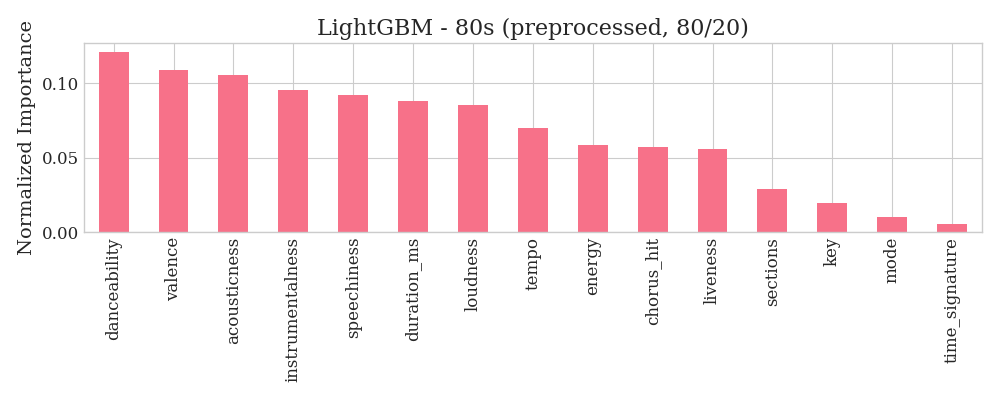 LightGBM - 80s (preprocessed, 80/20)
Normalized Importance
0.10
0.05
0.00
danceability
valence
acousticness
instrumentalness
speechiness
duration_ms
loudness
tempo
energy
chorus_hit
liveness
sections
key
mode
time_signature